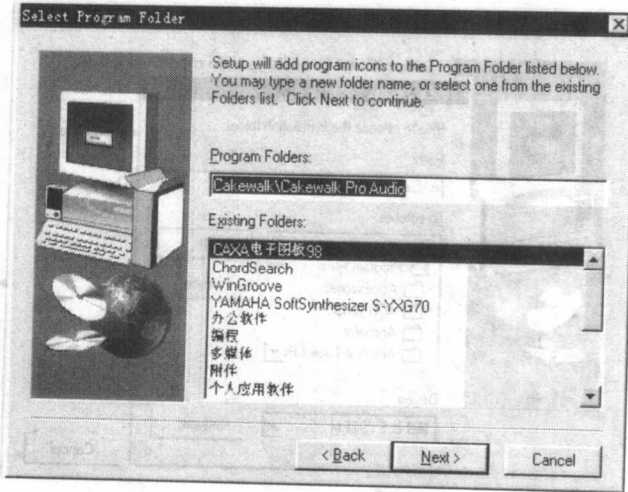 Select Program Folder
Setup will add program icons to the Program Folder listed below.
You may type a new folder name, or select one from the existing
Folders list. Click Next to continue.
Program Folders:
Cakewalk\Cakewalk Pro Audio
Existing Folders:
CAXA电子图板98
ChordSearch
WinGroove
YAMAHA SoftSynthesizer S-YXG70
办公软件
编程
多媒体
附件
个人应用软件
< Back
Next >
Cancel